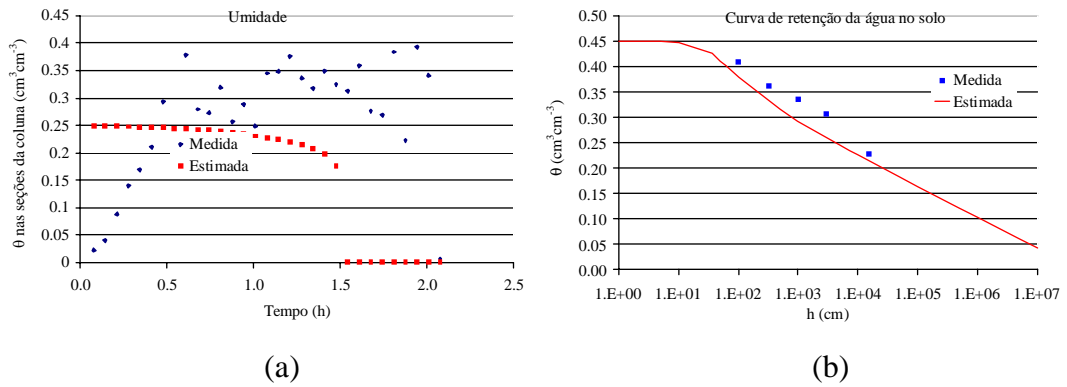 Umidade
0.45
0.4
0.35
0.3
0.25
0.2
0.15
0.1
0.05
0
θ nas seções da coluna (cm³cm⁻³)
Medida
Estimada
0.0 0.5 1.0 1.5 2.0 2.5
Tempo (h)
(a)
Curva de retenção da água no solo
0.50
0.45
0.40
0.35
0.30
0.25
0.20
0.15
0.10
0.05
0.00
θ (cm³cm⁻³)
Medida
Estimada
1.E+00 1.E+01 1.E+02 1.E+03 1.E+04 1.E+05 1.E+06 1.E+07
h (cm)
(b)